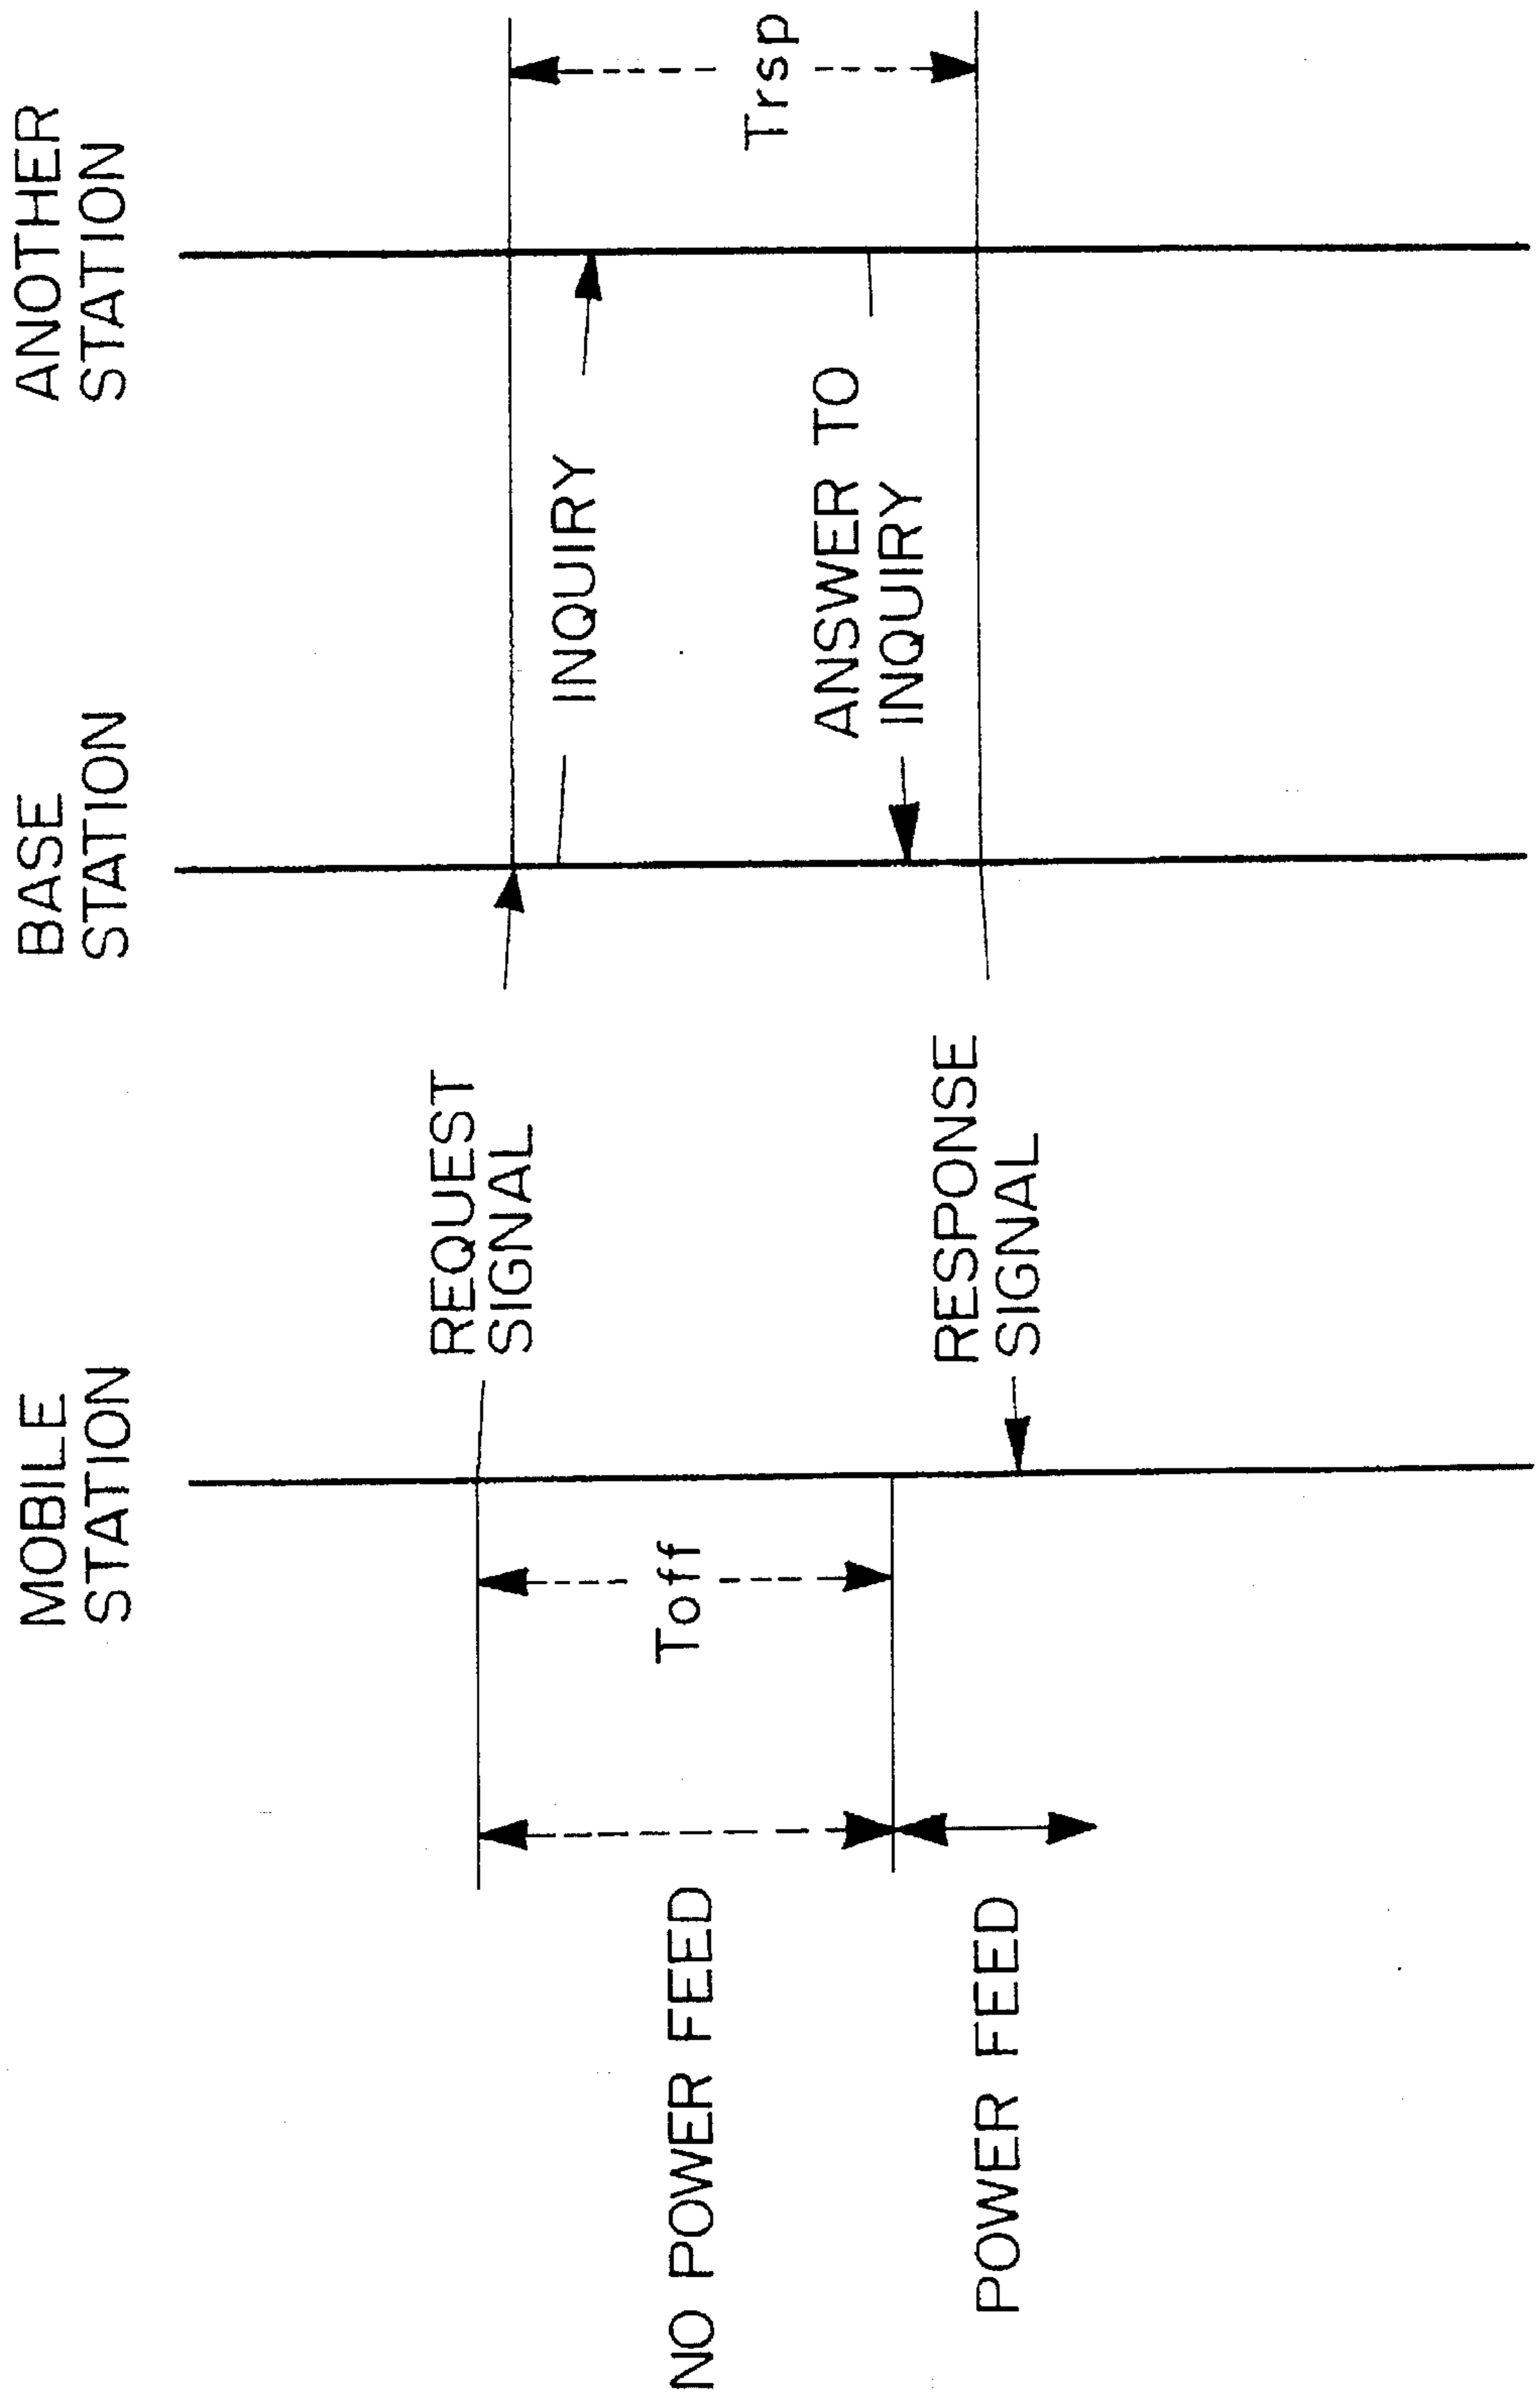 MOBILE
STATION
BASE
STATION
ANOTHER
STATION
REQUEST
SIGNAL
INQUIRY
Toff
Trsp
NO POWER FEED
ANSWER TO
INQUIRY
RESPONSE
SIGNAL
POWER FEED